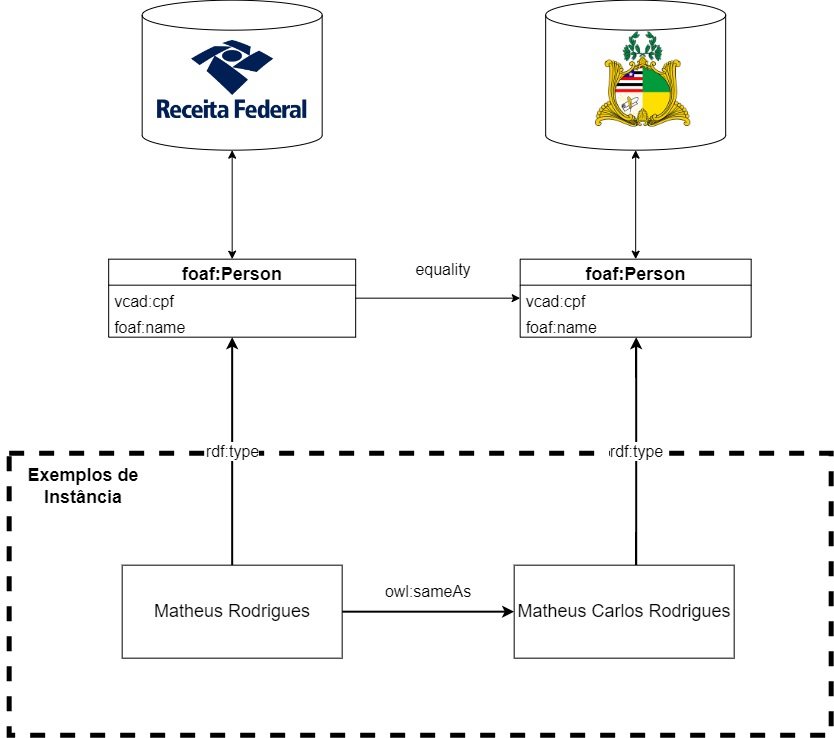 Receita Federal
foaf:Person
vcad:cpf
foaf:name
equality
foaf:Person
vcad:cpf
foaf:name
rdf:type
rdf:type
Exemplos de
Instância
Matheus Rodrigues
owl:sameAs
Matheus Carlos Rodrigues